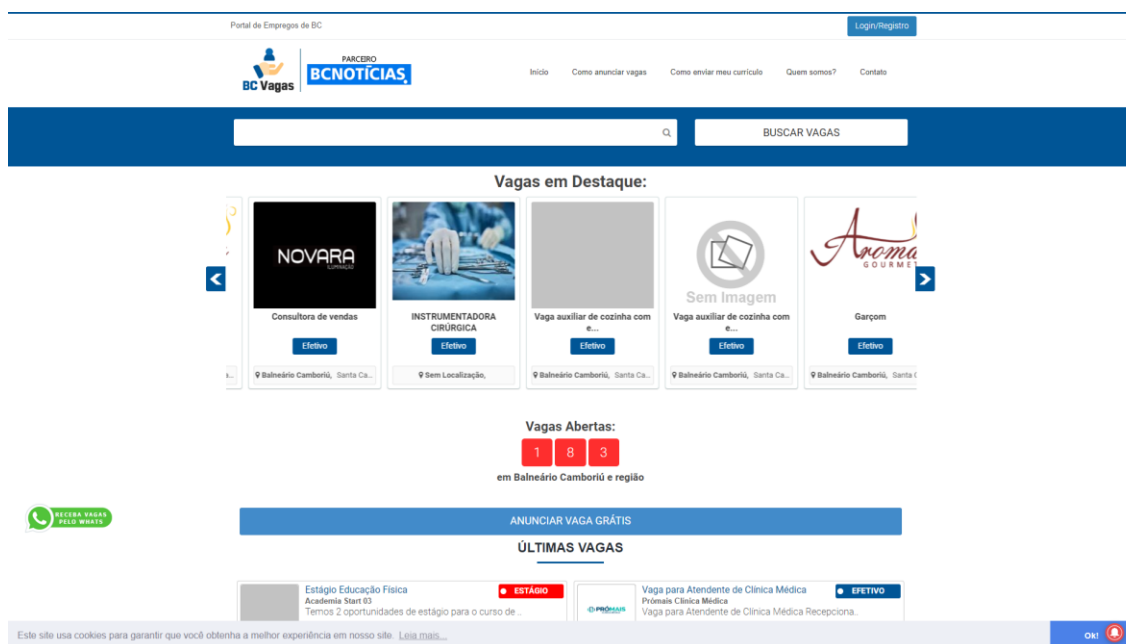 Portal de Empregos de BC
Login/Registro
BC Vagas
PARCEIRO
BCNOTÍCIAS
Início Como anunciar vagas Como enviar meu currículo Quem somos? Contato
BUSCAR VAGAS
Vagas em Destaque:
NOVARA
ILUMINAÇÃO
Sem Imagem
Aroma
GOURMET
Consultora de vendas
INSTRUMENTADORA
CIRÚRGICA
Vaga auxiliar de cozinha com
e...
Vaga auxiliar de cozinha com
e...
Garçom
Efetivo Efetivo Efetivo Efetivo Efetivo
Balneário Camboriú, Santa Ca... Sem Localização, Balneário Camboriú, Santa Ca... Balneário Camboriú, Santa Ca... Balneário Camboriú, Santa
Vagas Abertas:
1 8 3
em Balneário Camboriú e região
RECEBA VAGAS
PELO WHATS
ANUNCIAR VAGA GRÁTIS
ÚLTIMAS VAGAS
Estágio Educação Física
ESTÁGIO
Academia Start 03
Temos 2 oportunidades de estágio para o curso de...
PRÓMAIS
Vaga para Atendente de Clínica Médica
EFETIVO
Prómais Clinica Médica
Vaga para Atendente de Clínica Médica Recepciona..
Este site usa cookies para garantir que você obtenha a melhor experiência em nosso site. Leia mais...
Ok!